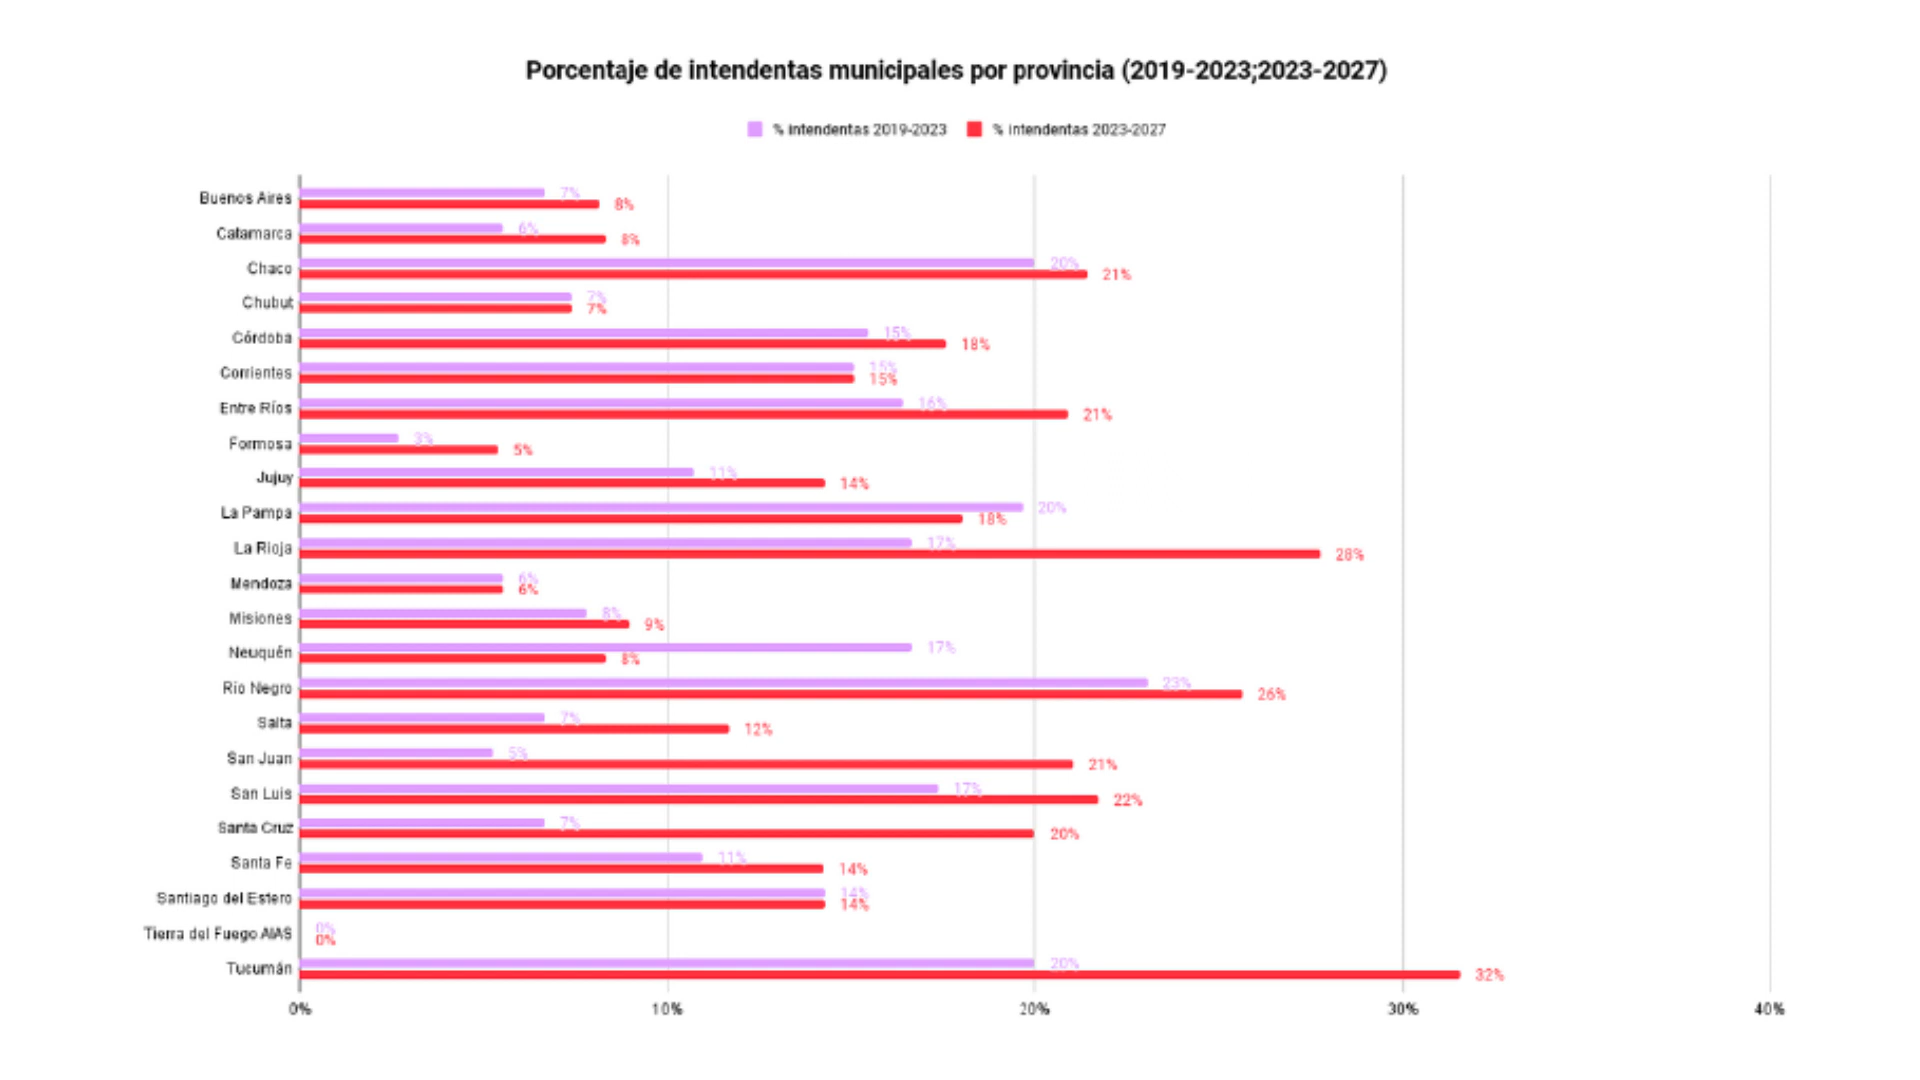 Porcentaje de intendentas municipales por provincia (2019-2023;2023-2027)
% intendentas 2019-2023
% intendentas 2023-2027
Buenos Aires
7%
8%
Catamarca
6%
8%
Chaco
20%
21%
Chubut
7%
7%
Córdoba
15%
18%
Corrientes
15%
15%
Entre Ríos
16%
21%
Formosa
3%
5%
Jujuy
11%
14%
La Pampa
20%
18%
La Rioja
17%
28%
Mendoza
6%
6%
Misiones
8%
9%
Neuquén
17%
8%
Río Negro
23%
26%
Salta
7%
12%
San Juan
5%
21%
San Luis
17%
22%
Santa Cruz
7%
20%
Santa Fe
11%
14%
Santiago del Estero
14%
14%
Tierra del Fuego AIAS
0%
0%
Tucumán
20%
32%
0%
10%
20%
30%
40%